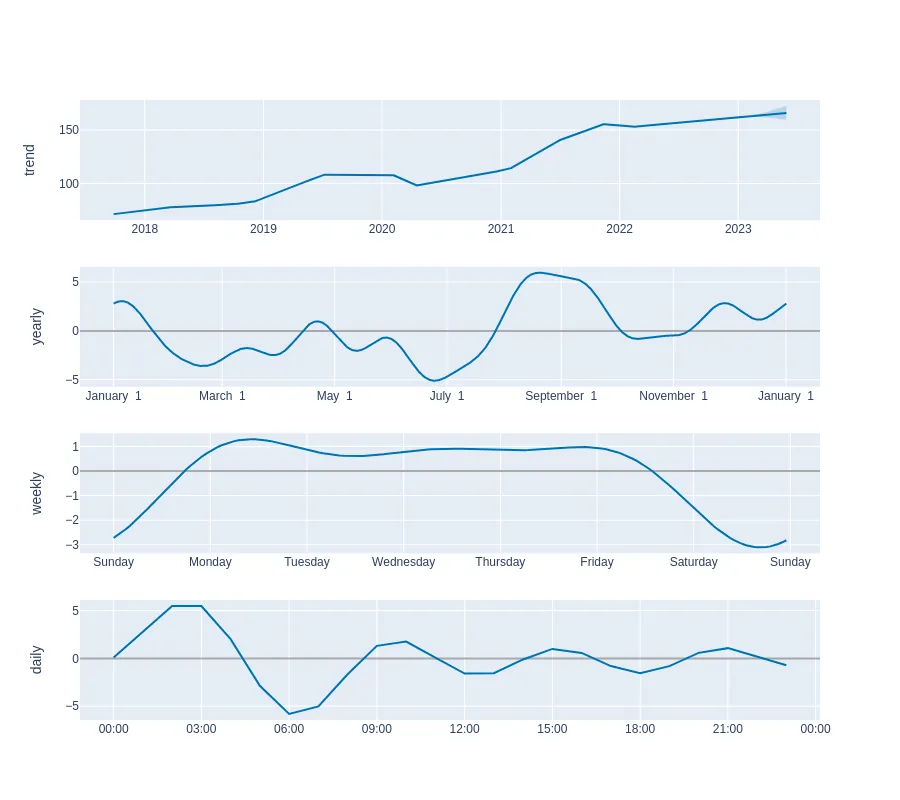 trend
150
100
2018 2019 2020 2021 2022 2023
yearly
5
0
−5
January 1 March 1 May 1 July 1 September 1 November 1 January 1
weekly
1
0
−1
−2
−3
Sunday Monday Tuesday Wednesday Thursday Friday Saturday Sunday
daily
5
0
−5
00:00 03:00 06:00 09:00 12:00 15:00 18:00 21:00 00:00